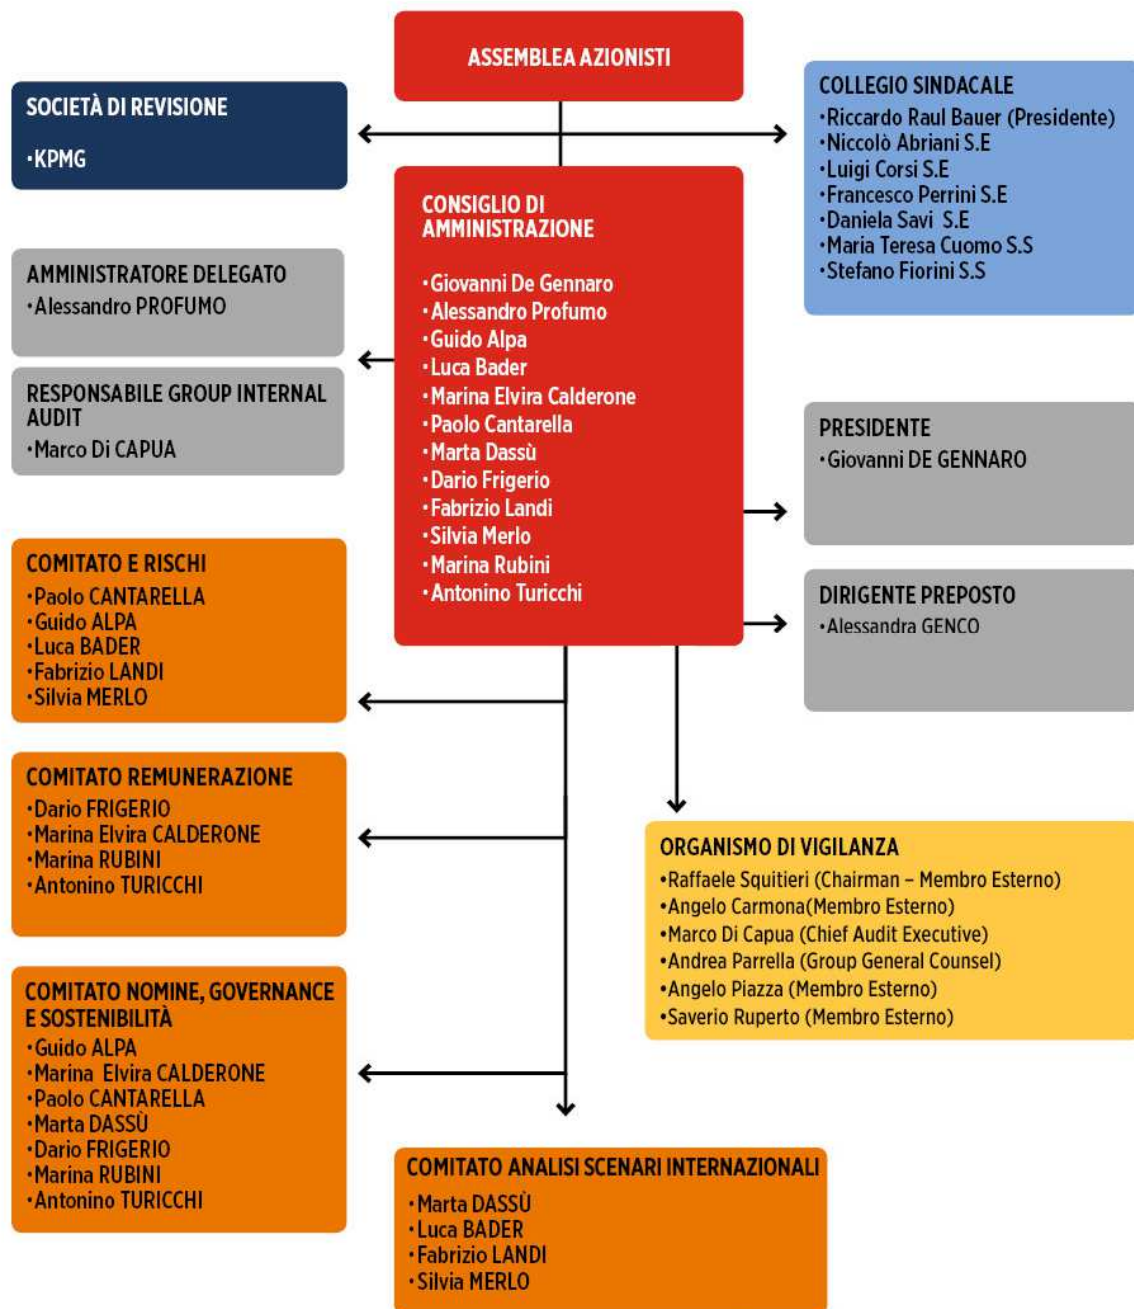 ASSEMBLEA AZIONISTI
SOCIETÀ DI REVISIONE
•KPMG
COLLEGIO SINDACALE
•Riccardo Raul Bauer (Presidente)
•Niccolò Abriani S.E
•Luigi Corsi S.E
•Francesco Perrini S.E
•Daniela Savi S.E
•Maria Teresa Cuomo S.S
•Stefano Fiorini S.S
CONSIGLIO DI
AMMINISTRAZIONE
•Giovanni De Gennaro
•Alessandro Profumo
•Guido Alpa
•Luca Bader
•Marina Elvira Calderone
•Paolo Cantarella
•Marta Dassù
•Dario Frigerio
•Fabrizio Landi
•Silvia Merlo
•Marina Rubini
•Antonino Turicchi
AMMINISTRATORE DELEGATO
•Alessandro PROFUMO
RESPONSABILE GROUP INTERNAL
AUDIT
•Marco Di CAPUA
PRESIDENTE
•Giovanni DE GENNARO
DIRIGENTE PREPOSTO
•Alessandra GENCO
COMITATO E RISCHI
•Paolo CANTARELLA
•Guido ALPA
•Luca BADER
•Fabrizio LANDI
•Silvia MERLO
COMITATO REMUNERAZIONE
•Dario FRIGERIO
•Marina Elvira CALDERONE
•Marina RUBINI
•Antonino TURICCHI
ORGANISMO DI VIGILANZA
•Raffaele Squitieri (Chairman – Membro Esterno)
•Angelo Carmona(Membro Esterno)
•Marco Di Capua (Chief Audit Executive)
•Andrea Parrella (Group General Counsel)
•Angelo Piazza (Membro Esterno)
•Saverio Ruperto (Membro Esterno)
COMITATO NOMINE, GOVERNANCE
E SOSTENIBILITÀ
•Guido ALPA
•Marina Elvira CALDERONE
•Paolo CANTARELLA
•Marta DASSÙ
•Dario FRIGERIO
•Marina RUBINI
•Antonino TURICCHI
COMITATO ANALISI SCENARI INTERNAZIONALI
•Marta DASSÙ
•Luca BADER
•Fabrizio LANDI
•Silvia MERLO